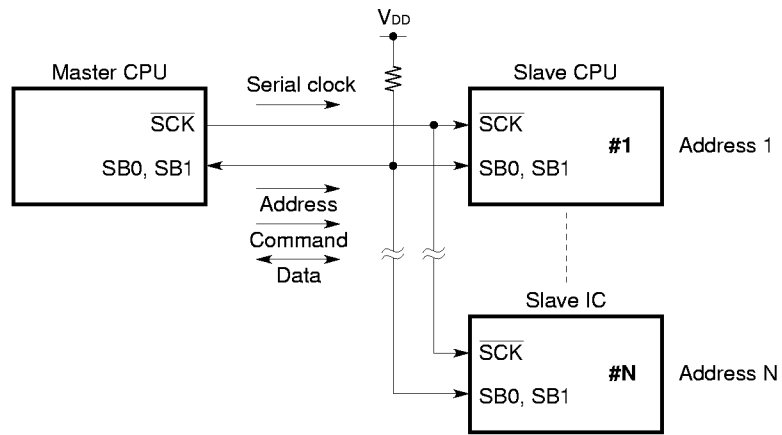 VDD
Master CPU
Serial clock
Slave CPU
SCK
SCK
#1
Address 1
SB0, SB1
SB0, SB1
Address
Command
Data
Slave IC
SCK
#N
Address N
SB0, SB1